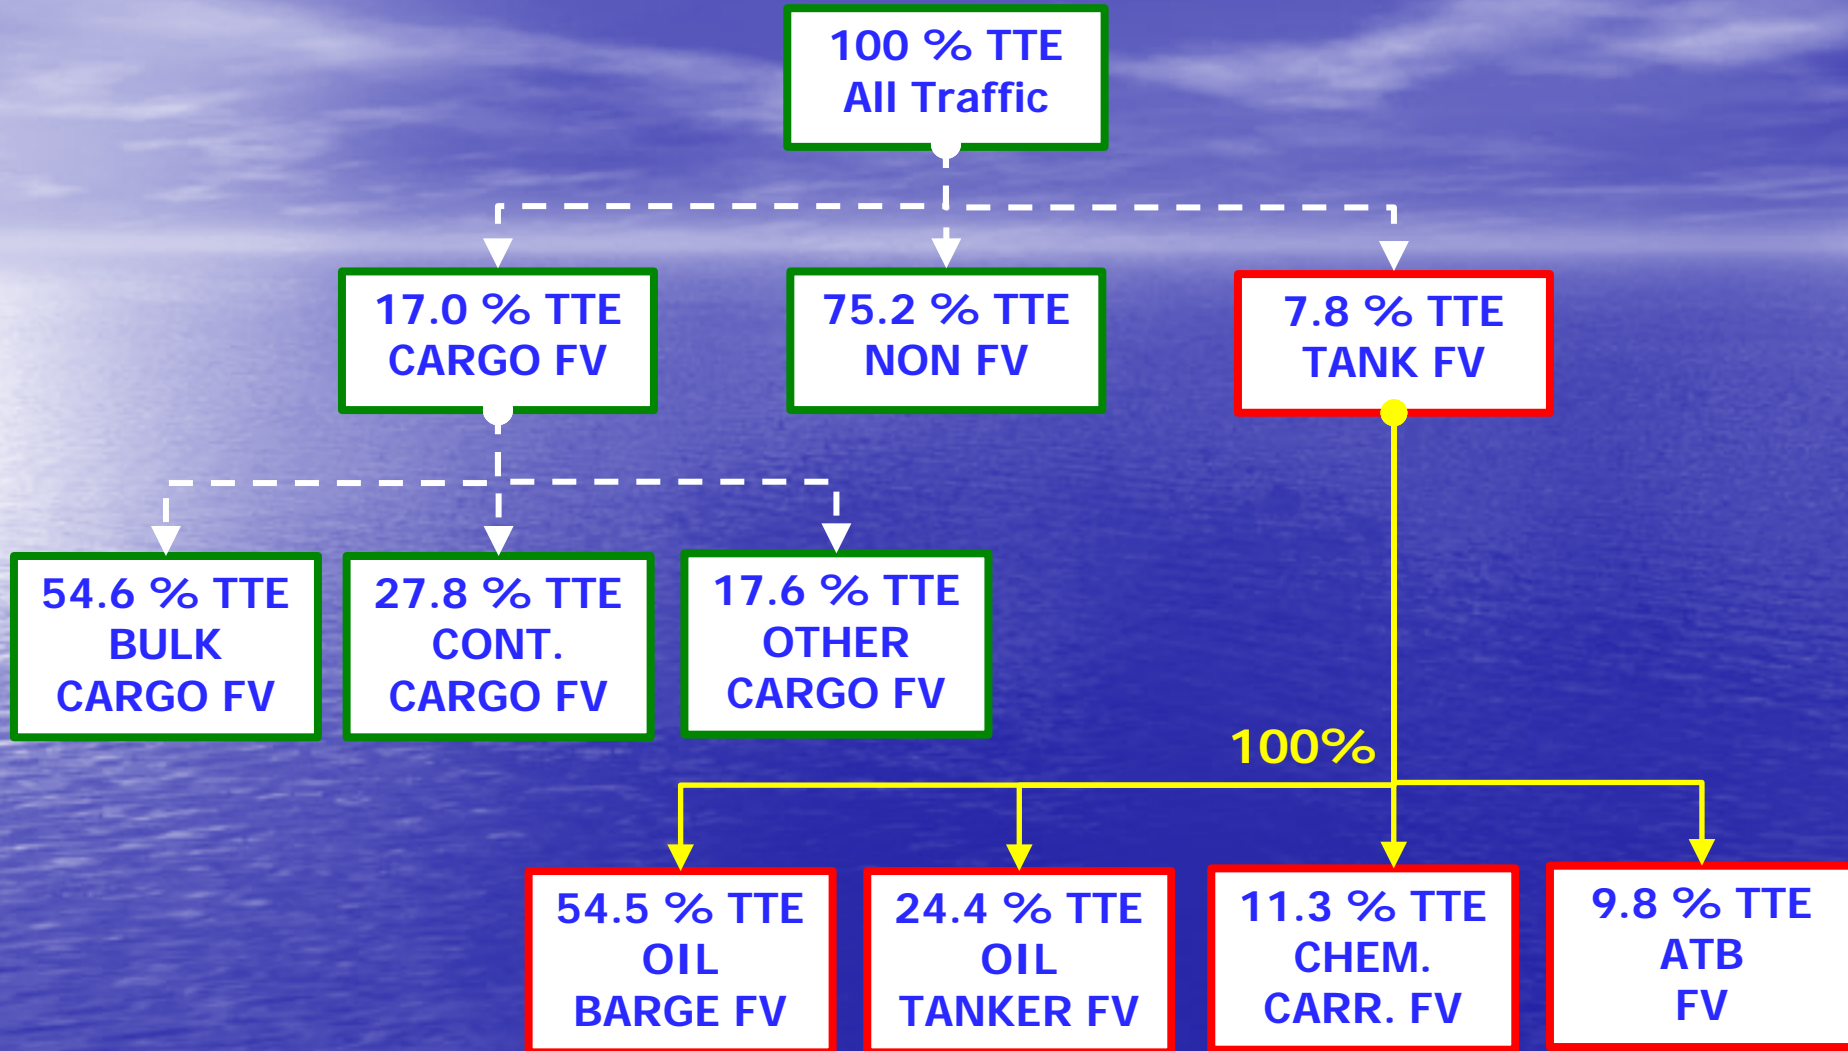 100 % TTE
All Traffic
17.0 % TTE
CARGO FV
75.2 % TTE
NON FV
7.8 % TTE
TANK FV
54.6 % TTE
BULK
CARGO FV
27.8 % TTE
CONT.
CARGO FV
17.6 % TTE
OTHER
CARGO FV
100%
54.5 % TTE
OIL
BARGE FV
24.4 % TTE
OIL
TANKER FV
11.3 % TTE
CHEM.
CARR. FV
9.8 % TTE
ATB
FV